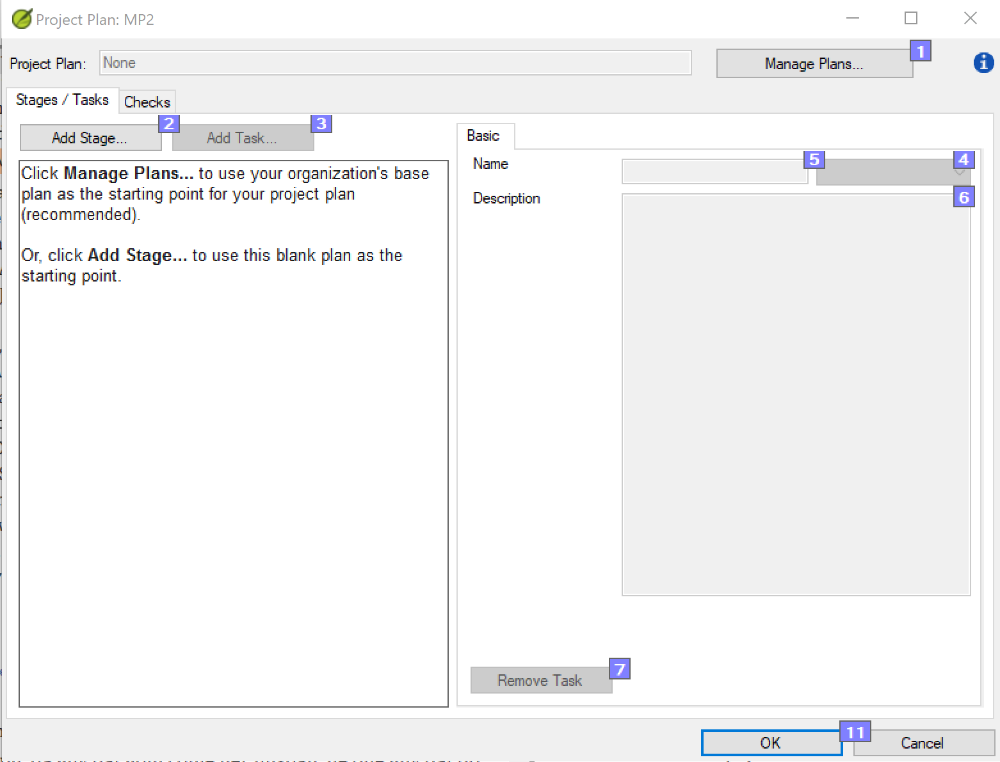 Project Plan: MP2
Project Plan:
None
Manage Plans...
1
Stages / Tasks
Checks
Add Stage...
2
Add Task...
3
Click Manage Plans... to use your organization's base
plan as the starting point for your project plan
(recommended).
Or, click Add Stage... to use this blank plan as the
starting point.
Basic
Name
5
4
Description
6
Remove Task
7
OK
11
Cancel